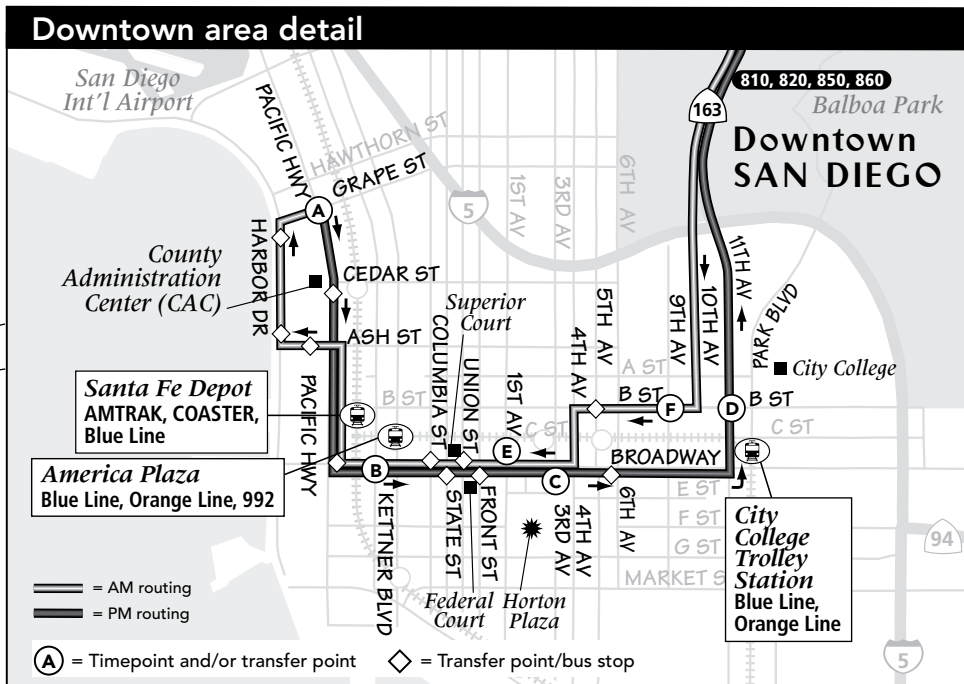 Downtown area detail
San Diego
Int'l Airport
PACIFIC HWY
HAWTHORN ST
GRAPE ST
810, 820, 850, 860
163
Balboa Park
Downtown
SAN DIEGO
5
1ST AV
3RD AV
6TH AV
A
HARBOR DR
County
Administration
Center (CAC)
CEDAR ST
ASH ST
Superior
Court
COLUMBIA ST
UNION ST
1ST AV
4TH AV
5TH AV
9TH AV
10TH AV
11TH AV
PARK BLVD
A ST
City College
Santa Fe Depot
AMTRAK, COASTER,
Blue Line
PACIFIC HWY
B ST
B ST
F
D
B ST
C ST
C ST
E
America Plaza
Blue Line, Orange Line, 992
B
BROADWAY
C
E ST
F ST
G ST
MARKET S
94
KETTNER BLVD
STATE ST
FRONT ST
3RD AV
4TH AV
6TH AV
Federal
Court
Horton
Plaza
City
College
Trolley
Station
Blue Line,
Orange Line
5
= AM routing
= PM routing
A = Timepoint and/or transfer point
= Transfer point/bus stop